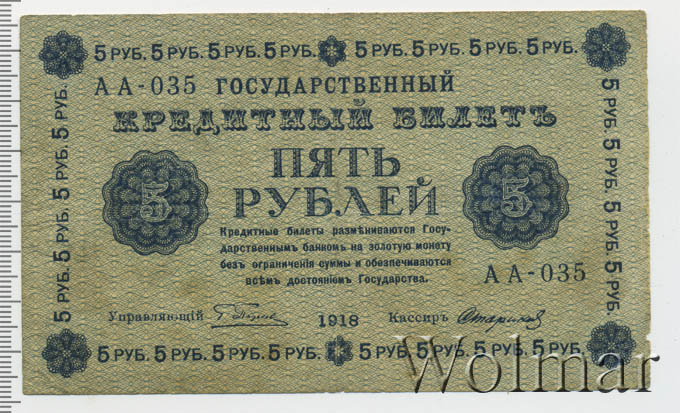 5 РУБ. 5 РУБ. 5 РУБ. 5 РУБ. 5 РУБ. 5 РУБ. 5 РУБ. 5 РУБ.
АА-035 ГОСУДАРСТВЕННЫЙ
КРЕДИТНЫЙ БИЛЕТЪ
ПЯТЬ
РУБЛЕЙ
5 5
Кредитные билеты размѣниваются Госу-
дарственнымъ банкомъ на золотую монету
безъ ограниченія суммы и обезпечиваются
всѣмъ достояніемъ Государства.
АА-035
Управляющій 1918 Кассиръ
5 РУБ. 5 РУБ. 5 РУБ. 5 РУБ. 5 РУБ. 5 РУБ. 5 РУБ. 5 РУБ.
5 РУБ. 5 РУБ. 5 РУБ. 5 РУБ. 5 РУБ.
5 РУБ. 5 РУБ. 5 РУБ. 5 РУБ. 5 РУБ.
Wolmar